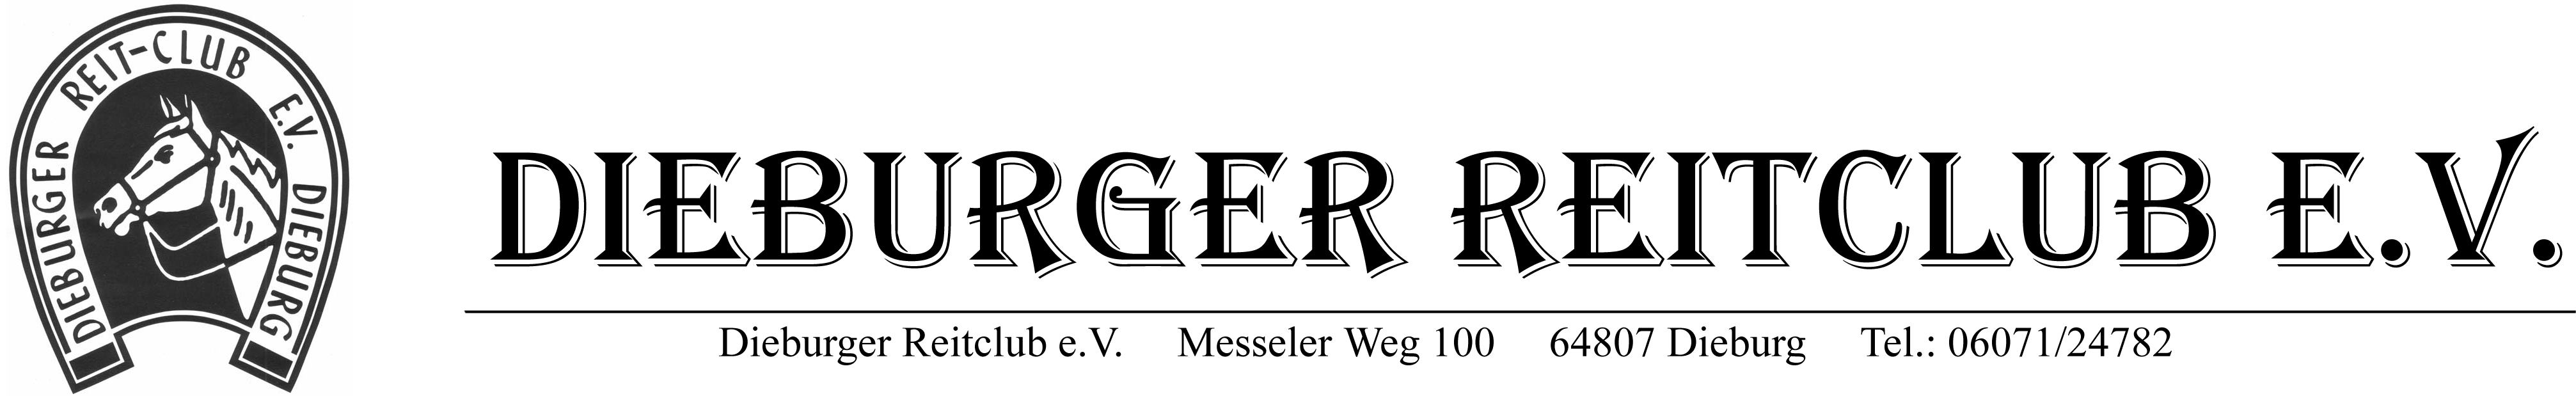 DIEBURGER REIT-CLUB E.V. DIEBURG
DIEBURGER REITCLUB E.V.
Dieburger Reitclub e.V. Messeler Weg 100 64807 Dieburg Tel.: 06071/24782